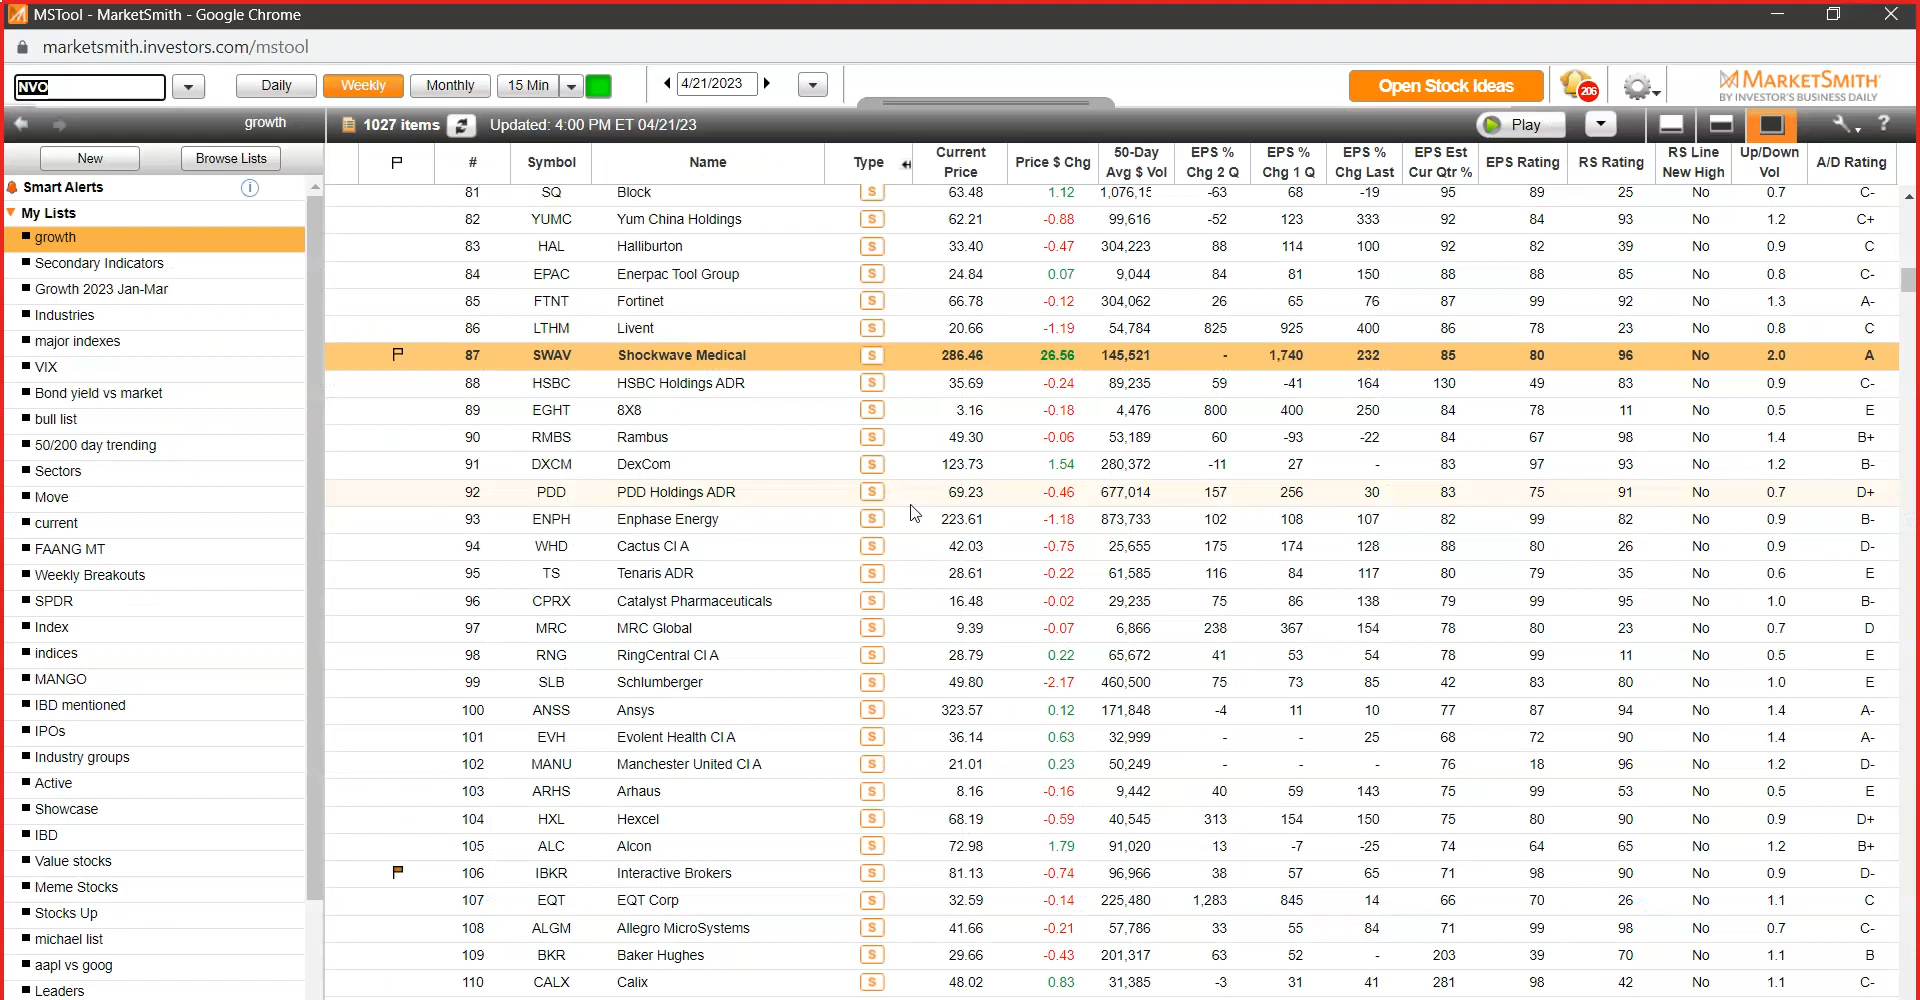 MSTool - MarketSmith - Google Chrome
marketsmith.investors.com/mstool
NVO Daily Weekly Monthly 15 Min 4/21/2023 Open Stock Ideas 206 MARKETSMITH
BY INVESTOR'S BUSINESS DAILY
growth 1027 items Updated: 4:00 PM ET 04/21/23 Play ?
New Browse Lists
Smart Alerts i
My Lists
growth
Secondary Indicators
Growth 2023 Jan-Mar
Industries
major indexes
VIX
Bond yield vs market
bull list
50/200 day trending
Sectors
Move
current
FAANG MT
Weekly Breakouts
SPDR
Index
indices
MANGO
IBD mentioned
IPOs
Industry groups
Active
Showcase
IBD
Value stocks
Meme Stocks
Stocks Up
michael list
aapl vs goog
Leaders
# Symbol Name Type Current Price Price $ Chg 50-Day Avg $ Vol EPS % Chg 2 Q EPS % Chg 1 Q EPS % Chg Last EPS Est Cur Qtr % EPS Rating RS Rating RS Line New High Up/Down Vol A/D Rating
81 SQ Block S 63.48 1.12 1,076,15 -63 68 -19 95 89 25 No 0.7 C-
82 YUMC Yum China Holdings S 62.21 -0.88 99,616 -52 123 333 92 84 93 No 1.2 C+
83 HAL Halliburton S 33.40 -0.47 304,223 88 114 100 92 82 39 No 0.9 C
84 EPAC Enerpac Tool Group S 24.84 0.07 9,044 84 81 150 88 88 85 No 0.8 C-
85 FTNT Fortinet S 66.78 -0.12 304,062 26 65 76 87 99 92 No 1.3 A-
86 LTHM Livent S 20.66 -1.19 54,784 825 925 400 86 78 23 No 0.8 C
87 SWAV Shockwave Medical S 286.46 26.56 145,521 - 1,740 232 85 80 96 No 2.0 A
88 HSBC HSBC Holdings ADR S 35.69 -0.24 89,235 59 -41 164 130 49 83 No 0.9 C-
89 EGHT 8X8 S 3.16 -0.18 4,476 800 400 250 84 78 11 No 0.5 E
90 RMBS Rambus S 49.30 -0.06 53,189 60 -93 -22 84 67 98 No 1.4 B+
91 DXCM DexCom S 123.73 1.54 280,372 -11 27 - 83 97 93 No 1.2 B-
92 PDD PDD Holdings ADR S 69.23 -0.46 677,014 157 256 30 83 75 91 No 0.7 D+
93 ENPH Enphase Energy S 223.61 -1.18 873,733 102 108 107 82 99 82 No 0.9 B-
94 WHD Cactus Cl A S 42.03 -0.75 25,655 175 174 128 88 80 26 No 0.9 D-
95 TS Tenaris ADR S 28.61 -0.22 61,585 116 84 117 80 79 35 No 0.6 E
96 CPRX Catalyst Pharmaceuticals S 16.48 -0.02 29,235 75 86 138 79 99 95 No 1.0 B-
97 MRC MRC Global S 9.39 -0.07 6,866 238 367 154 78 80 23 No 0.7 D
98 RNG RingCentral Cl A S 28.79 0.22 65,672 41 53 54 78 99 11 No 0.5 E
99 SLB Schlumberger S 49.80 -2.17 460,500 75 73 85 42 83 80 No 1.0 E
100 ANSS Ansys S 323.57 0.12 171,848 -4 11 10 77 87 94 No 1.4 A-
101 EVH Evolent Health Cl A S 36.14 0.63 32,999 - - 25 68 72 90 No 1.4 A-
102 MANU Manchester United Cl A S 21.01 0.23 50,249 - - - 76 18 96 No 1.2 D-
103 ARHS Arhaus S 8.16 -0.16 9,442 40 59 143 75 99 53 No 0.5 E
104 HXL Hexcel S 68.19 -0.59 40,545 313 154 150 75 80 90 No 0.9 D+
105 ALC Alcon S 72.98 1.79 91,020 13 -7 -25 74 64 65 No 1.2 B+
106 IBKR Interactive Brokers S 81.13 -0.74 96,966 38 57 65 71 98 90 No 0.9 D-
107 EQT EQT Corp S 32.59 -0.14 225,480 1,283 845 14 66 70 26 No 1.1 C
108 ALGM Allegro MicroSystems S 41.66 -0.21 57,786 33 55 84 71 99 98 No 0.7 C-
109 BKR Baker Hughes S 29.66 -0.43 201,317 63 52 - 203 39 70 No 1.1 B
110 CALX Calix S 48.02 0.83 31,385 -3 31 41 281 98 42 No 1.1 C-